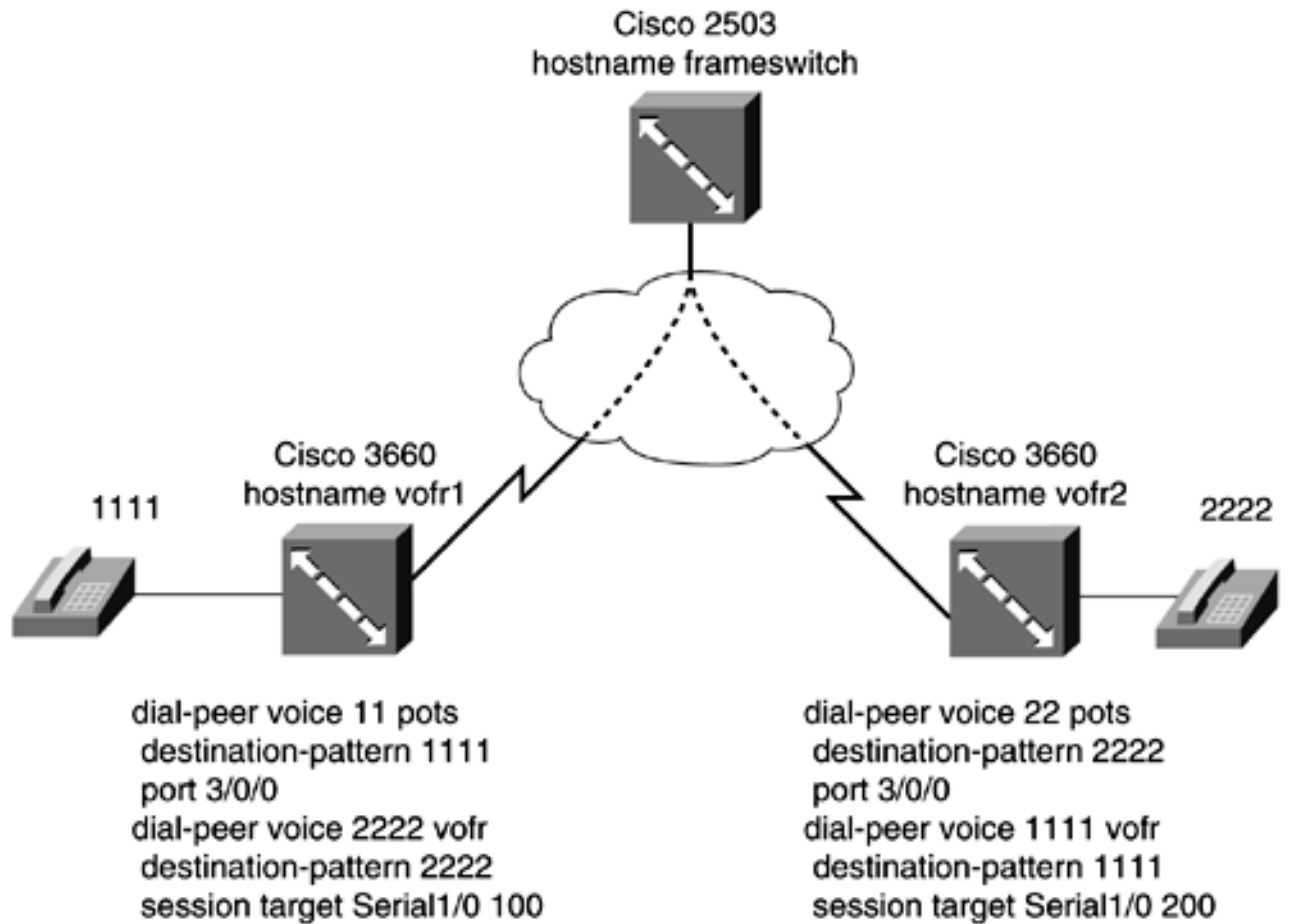 Cisco 2503
hostname frameswitch
Cisco 3660
hostname vofr1
1111
Cisco 3660
hostname vofr2
2222
dial-peer voice 11 pots
destination-pattern 1111
port 3/0/0
dial-peer voice 2222 vofr
destination-pattern 2222
session target Serial1/0 100
dial-peer voice 22 pots
destination-pattern 2222
port 3/0/0
dial-peer voice 1111 vofr
destination-pattern 1111
session target Serial1/0 200